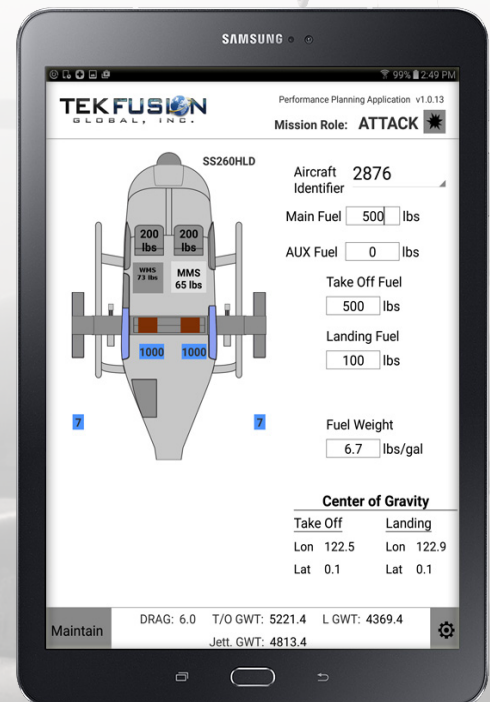 SAMSUNG
99% 2:49 PM
TEKFUSION
GLOBAL, INC.
Performance Planning Application v1.0.13
Mission Role: ATTACK
SS260HLD
Aircraft Identifier 2876
Main Fuel 500 lbs
AUX Fuel 0 lbs
Take Off Fuel
500 lbs
Landing Fuel
100 lbs
Fuel Weight
6.7 lbs/gal
200 lbs
200 lbs
WMS
73 lbs
MMS
65 lbs
1000
1000
7
7
Center of Gravity
Take Off Landing
Lon 122.5 Lon 122.9
Lat 0.1 Lat 0.1
Maintain
DRAG: 6.0 T/O GWT: 5221.4 L GWT: 4369.4
Jett. GWT: 4813.4